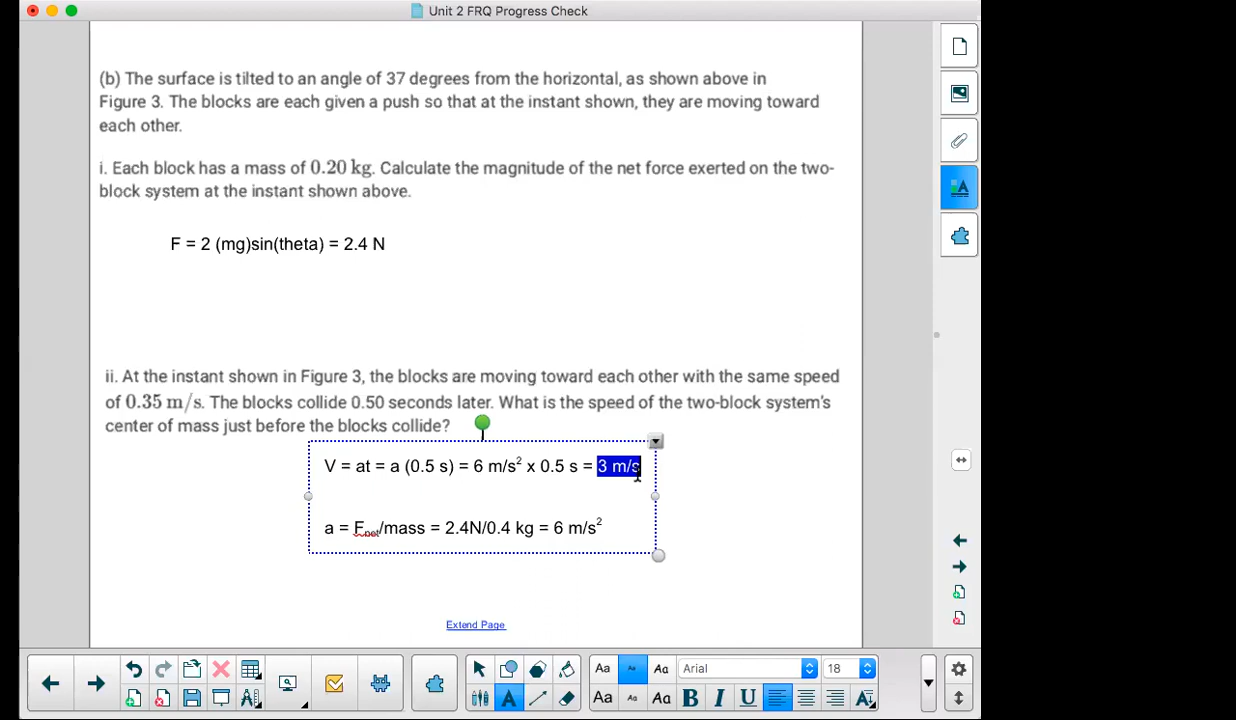 Unit 2 FRQ Progress Check
(b) The surface is tilted to an angle of 37 degrees from the horizontal, as shown above in
Figure 3. The blocks are each given a push so that at the instant shown, they are moving toward
each other.
i. Each block has a mass of 0.20 kg. Calculate the magnitude of the net force exerted on the two-
block system at the instant shown above.
F = 2 (mg)sin(theta) = 2.4 N
ii. At the instant shown in Figure 3, the blocks are moving toward each other with the same speed
of 0.35 m/s. The blocks collide 0.50 seconds later. What is the speed of the two-block system's
center of mass just before the blocks collide?
V = at = a (0.5 s) = 6 m/s² x 0.5 s = 3 m/s
a = Fnet/mass = 2.4N/0.4 kg = 6 m/s²
Extend Page
Aa Aa Aa Arial 18
A Aa Aa Aa B I U A